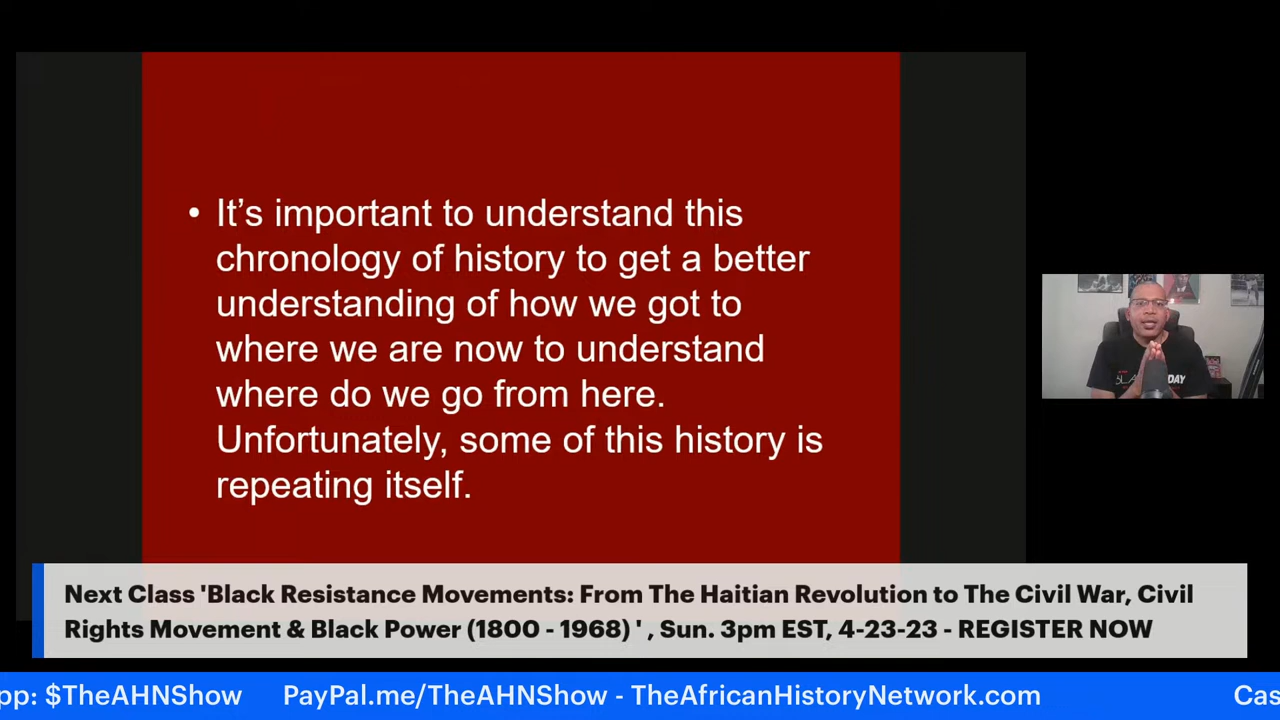 • It’s important to understand this
chronology of history to get a better
understanding of how we got to
where we are now to understand
where do we go from here.
Unfortunately, some of this history is
repeating itself.
DAY
Next Class 'Black Resistance Movements: From The Haitian Revolution to The Civil War, Civil
Rights Movement & Black Power (1800 - 1968) ' , Sun. 3pm EST, 4-23-23 - REGISTER NOW
pp: $TheAHNShow PayPal.me/TheAHNShow - TheAfricanHistoryNetwork.com Cas